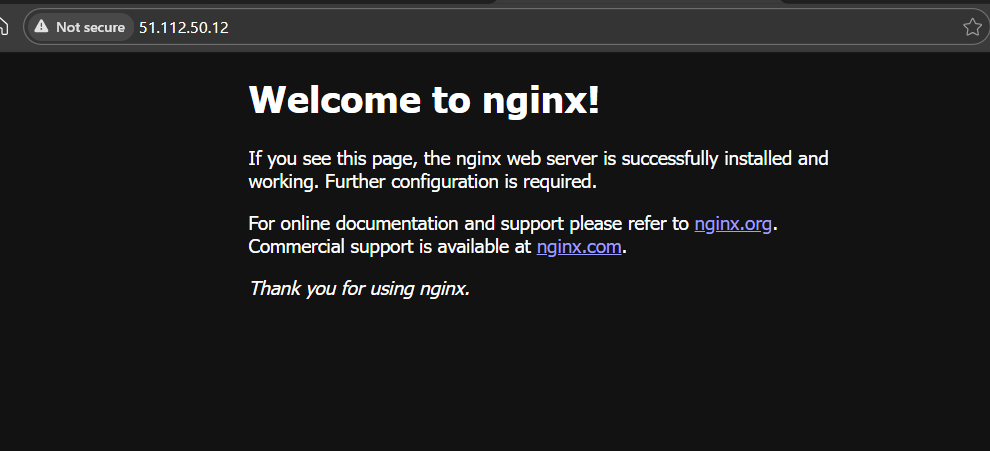 Not secure 51.112.50.12
Welcome to nginx!
If you see this page, the nginx web server is successfully installed and
working. Further configuration is required.
For online documentation and support please refer to nginx.org.
Commercial support is available at nginx.com.
Thank you for using nginx.